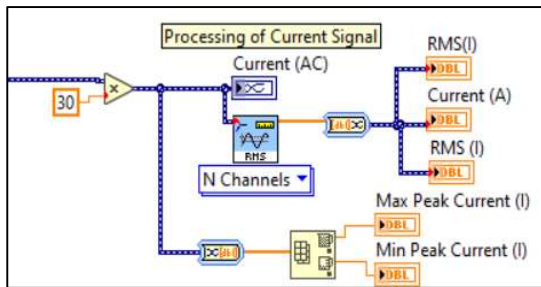 Processing of Current Signal
Current (AC)
RMS(I)
DBL
30
x
Current (A)
DBL
RMS
RMS (I)
DBL
N Channels
Max Peak Current (I)
DBL
Min Peak Current (I)
DBL